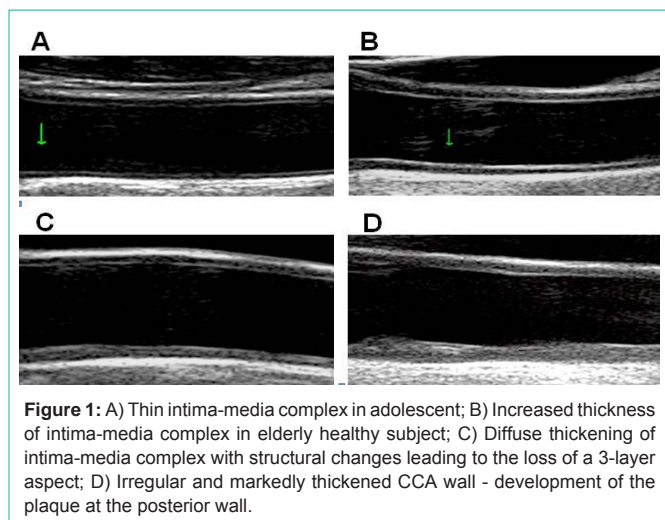 A
B
C
D
Figure 1: A) Thin intima-media complex in adolescent; B) Increased thickness
of intima-media complex in elderly healthy subject; C) Diffuse thickening of
intima-media complex with structural changes leading to the loss of a 3-layer
aspect; D) Irregular and markedly thickened CCA wall - development of the
plaque at the posterior wall.